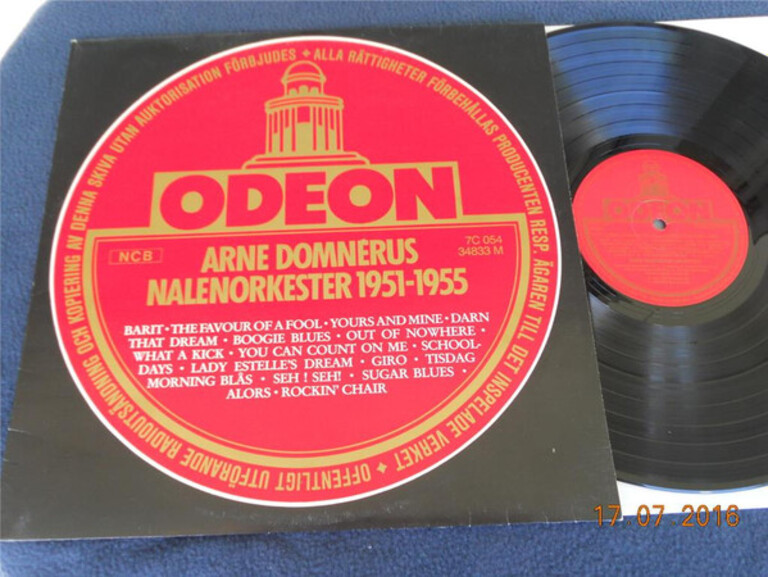 OFFENTLIGT UTFÖRANDE RADIOUTSÄNDNING OCH KOPIERING AV DENNA SKIVA UTAN AUKTORISATION FÖRBJUDES + ALLA RÄTTIGHETER FÖRBEHÅLLAS PRODUCENTEN RESP. ÄGAREN TILL DET INSPELADE VERKET +
ODEON
NCB
7C 054
34833 M
ARNE DOMNÉRUS
NALENORKESTER 1951-1955
BARIT • THE FAVOUR OF A FOOL • YOURS AND MINE • DARN
THAT DREAM • BOOGIE BLUES • OUT OF NOWHERE •
WHAT A KICK • YOU CAN COUNT ON ME • SCHOOL-
DAYS • LADY ESTELLE'S DREAM • GIRO • TISDAG
MORNING BLÅS • SEH ! SEH! • SUGAR BLUES •
ALORS • ROCKIN' CHAIR
ODEON
17 07 2016